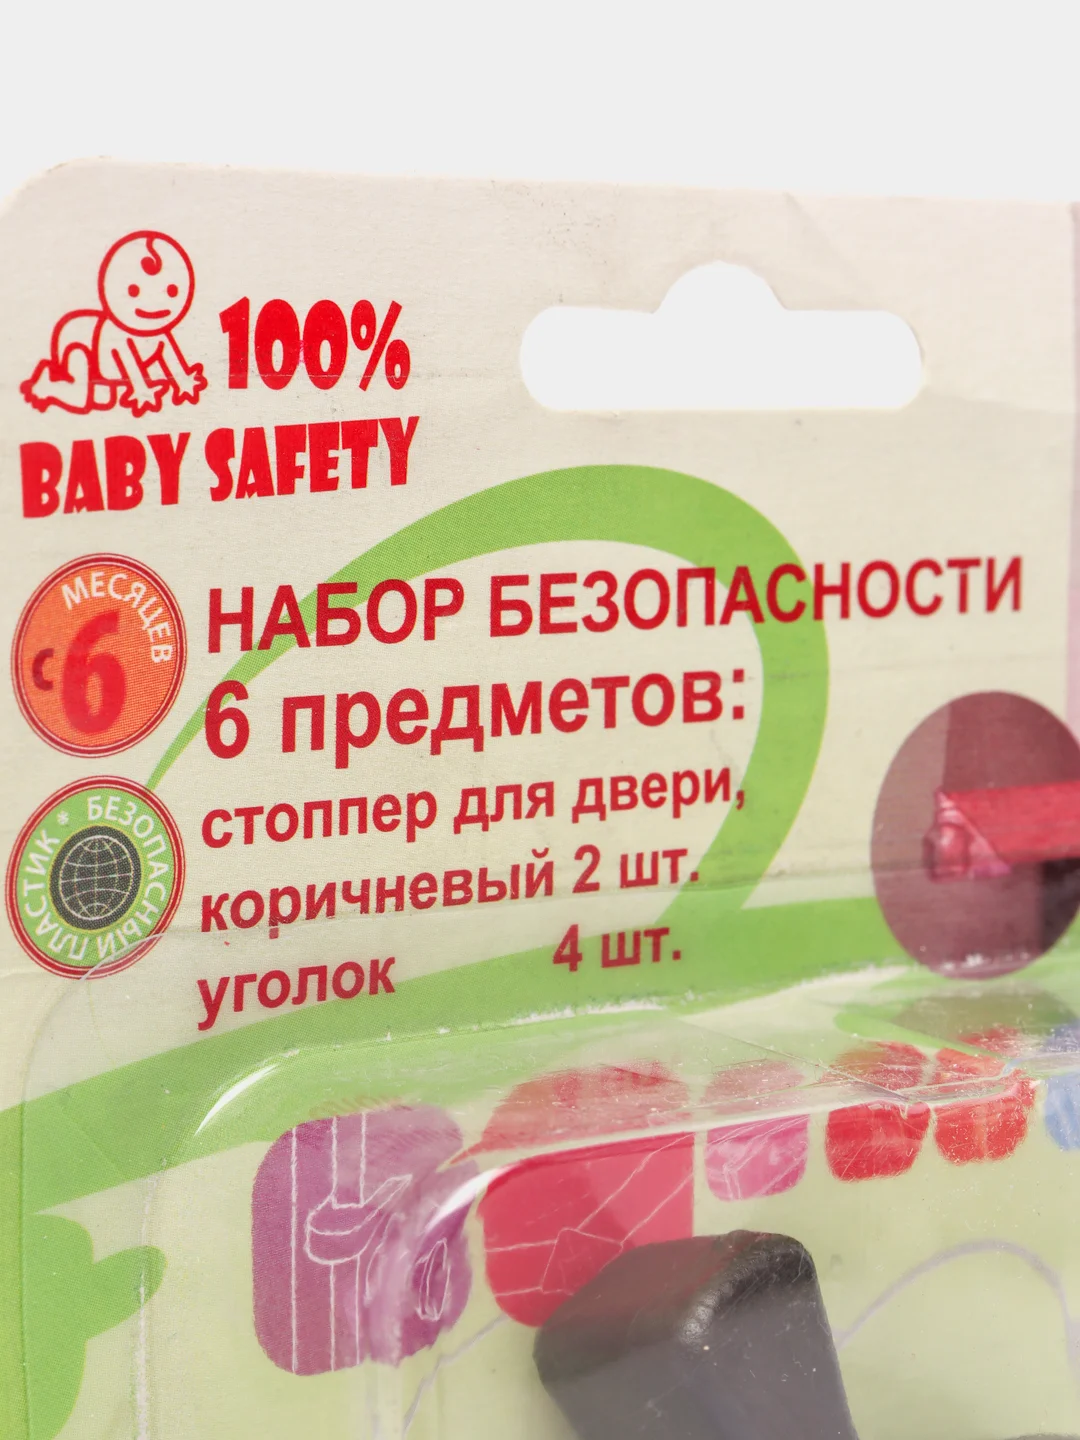 100%
BABY SAFETY
МЕСЯЦЕВ
с 6
НАБОР БЕЗОПАСНОСТИ
6 предметов:
БЕЗОПАСНЫЙ ПЛАСТИК *
стоппер для двери,
коричневый 2 шт.
уголок 4 шт.